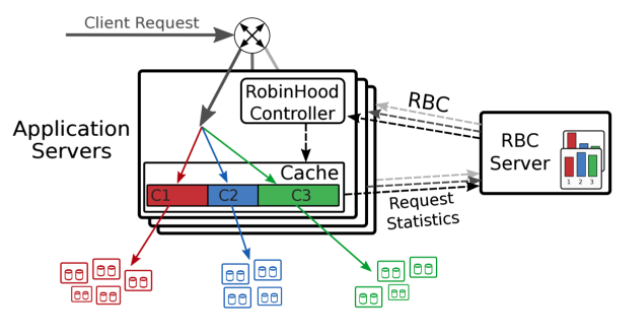 Client Request
RobinHood
Controller
RBC
Application
Servers
RBC
Server
1 2 3
Cache
C1 C2 C3
Request
Statistics